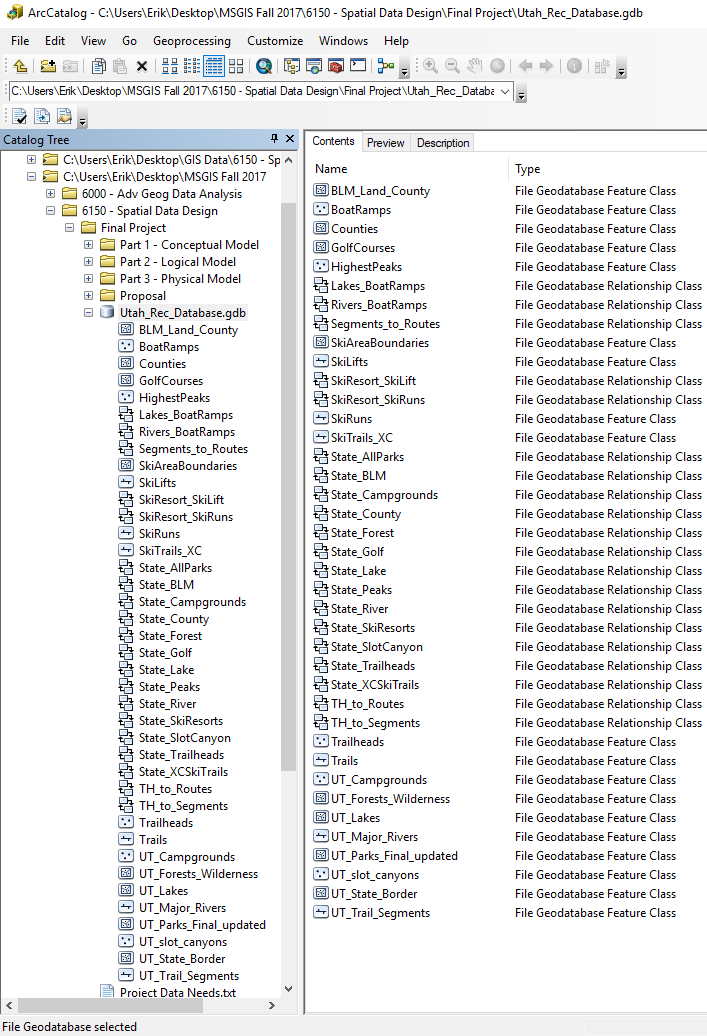 ArcCatalog - C:\Users\Erik\Desktop\MSGIS Fall 2017\6150 - Spatial Data Design\Final Project\Utah_Rec_Database.gdb
File Edit View Go Geoprocessing Customize Windows Help
C:\Users\Erik\Desktop\MSGIS Fall 2017\6150 - Spatial Data Design\Final Project\Utah_Rec_Databa
Catalog Tree
C:\Users\Erik\Desktop\GIS Data\6150 - Sp
C:\Users\Erik\Desktop\MSGIS Fall 2017
6000 - Adv Geog Data Analysis
6150 - Spatial Data Design
Final Project
Part 1 - Conceptual Model
Part 2 - Logical Model
Part 3 - Physical Model
Proposal
Utah_Rec_Database.gdb
BLM_Land_County
BoatRamps
Counties
GolfCourses
HighestPeaks
Lakes_BoatRamps
Rivers_BoatRamps
Segments_to_Routes
SkiAreaBoundaries
SkiLifts
SkiResort_SkiLift
SkiResort_SkiRuns
SkiRuns
SkiTrails_XC
State_AllParks
State_BLM
State_Campgrounds
State_County
State_Forest
State_Golf
State_Lake
State_Peaks
State_River
State_SkiResorts
State_SlotCanyon
State_Trailheads
State_XCSkiTrails
TH_to_Routes
TH_to_Segments
Trailheads
Trails
UT_Campgrounds
UT_Forests_Wilderness
UT_Lakes
UT_Major_Rivers
UT_Parks_Final_updated
UT_slot_canyons
UT_State_Border
UT_Trail_Segments
Project Data Needs.txt
Contents Preview Description
Name Type
BLM_Land_County File Geodatabase Feature Class
BoatRamps File Geodatabase Feature Class
Counties File Geodatabase Feature Class
GolfCourses File Geodatabase Feature Class
HighestPeaks File Geodatabase Feature Class
Lakes_BoatRamps File Geodatabase Relationship Class
Rivers_BoatRamps File Geodatabase Relationship Class
Segments_to_Routes File Geodatabase Relationship Class
SkiAreaBoundaries File Geodatabase Feature Class
SkiLifts File Geodatabase Feature Class
SkiResort_SkiLift File Geodatabase Relationship Class
SkiResort_SkiRuns File Geodatabase Relationship Class
SkiRuns File Geodatabase Feature Class
SkiTrails_XC File Geodatabase Feature Class
State_AllParks File Geodatabase Relationship Class
State_BLM File Geodatabase Relationship Class
State_Campgrounds File Geodatabase Relationship Class
State_County File Geodatabase Relationship Class
State_Forest File Geodatabase Relationship Class
State_Golf File Geodatabase Relationship Class
State_Lake File Geodatabase Relationship Class
State_Peaks File Geodatabase Relationship Class
State_River File Geodatabase Relationship Class
State_SkiResorts File Geodatabase Relationship Class
State_SlotCanyon File Geodatabase Relationship Class
State_Trailheads File Geodatabase Relationship Class
State_XCSkiTrails File Geodatabase Relationship Class
TH_to_Routes File Geodatabase Relationship Class
TH_to_Segments File Geodatabase Relationship Class
Trailheads File Geodatabase Feature Class
Trails File Geodatabase Feature Class
UT_Campgrounds File Geodatabase Feature Class
UT_Forests_Wilderness File Geodatabase Feature Class
UT_Lakes File Geodatabase Feature Class
UT_Major_Rivers File Geodatabase Feature Class
UT_Parks_Final_updated File Geodatabase Feature Class
UT_slot_canyons File Geodatabase Feature Class
UT_State_Border File Geodatabase Feature Class
UT_Trail_Segments File Geodatabase Feature Class
File Geodatabase selected